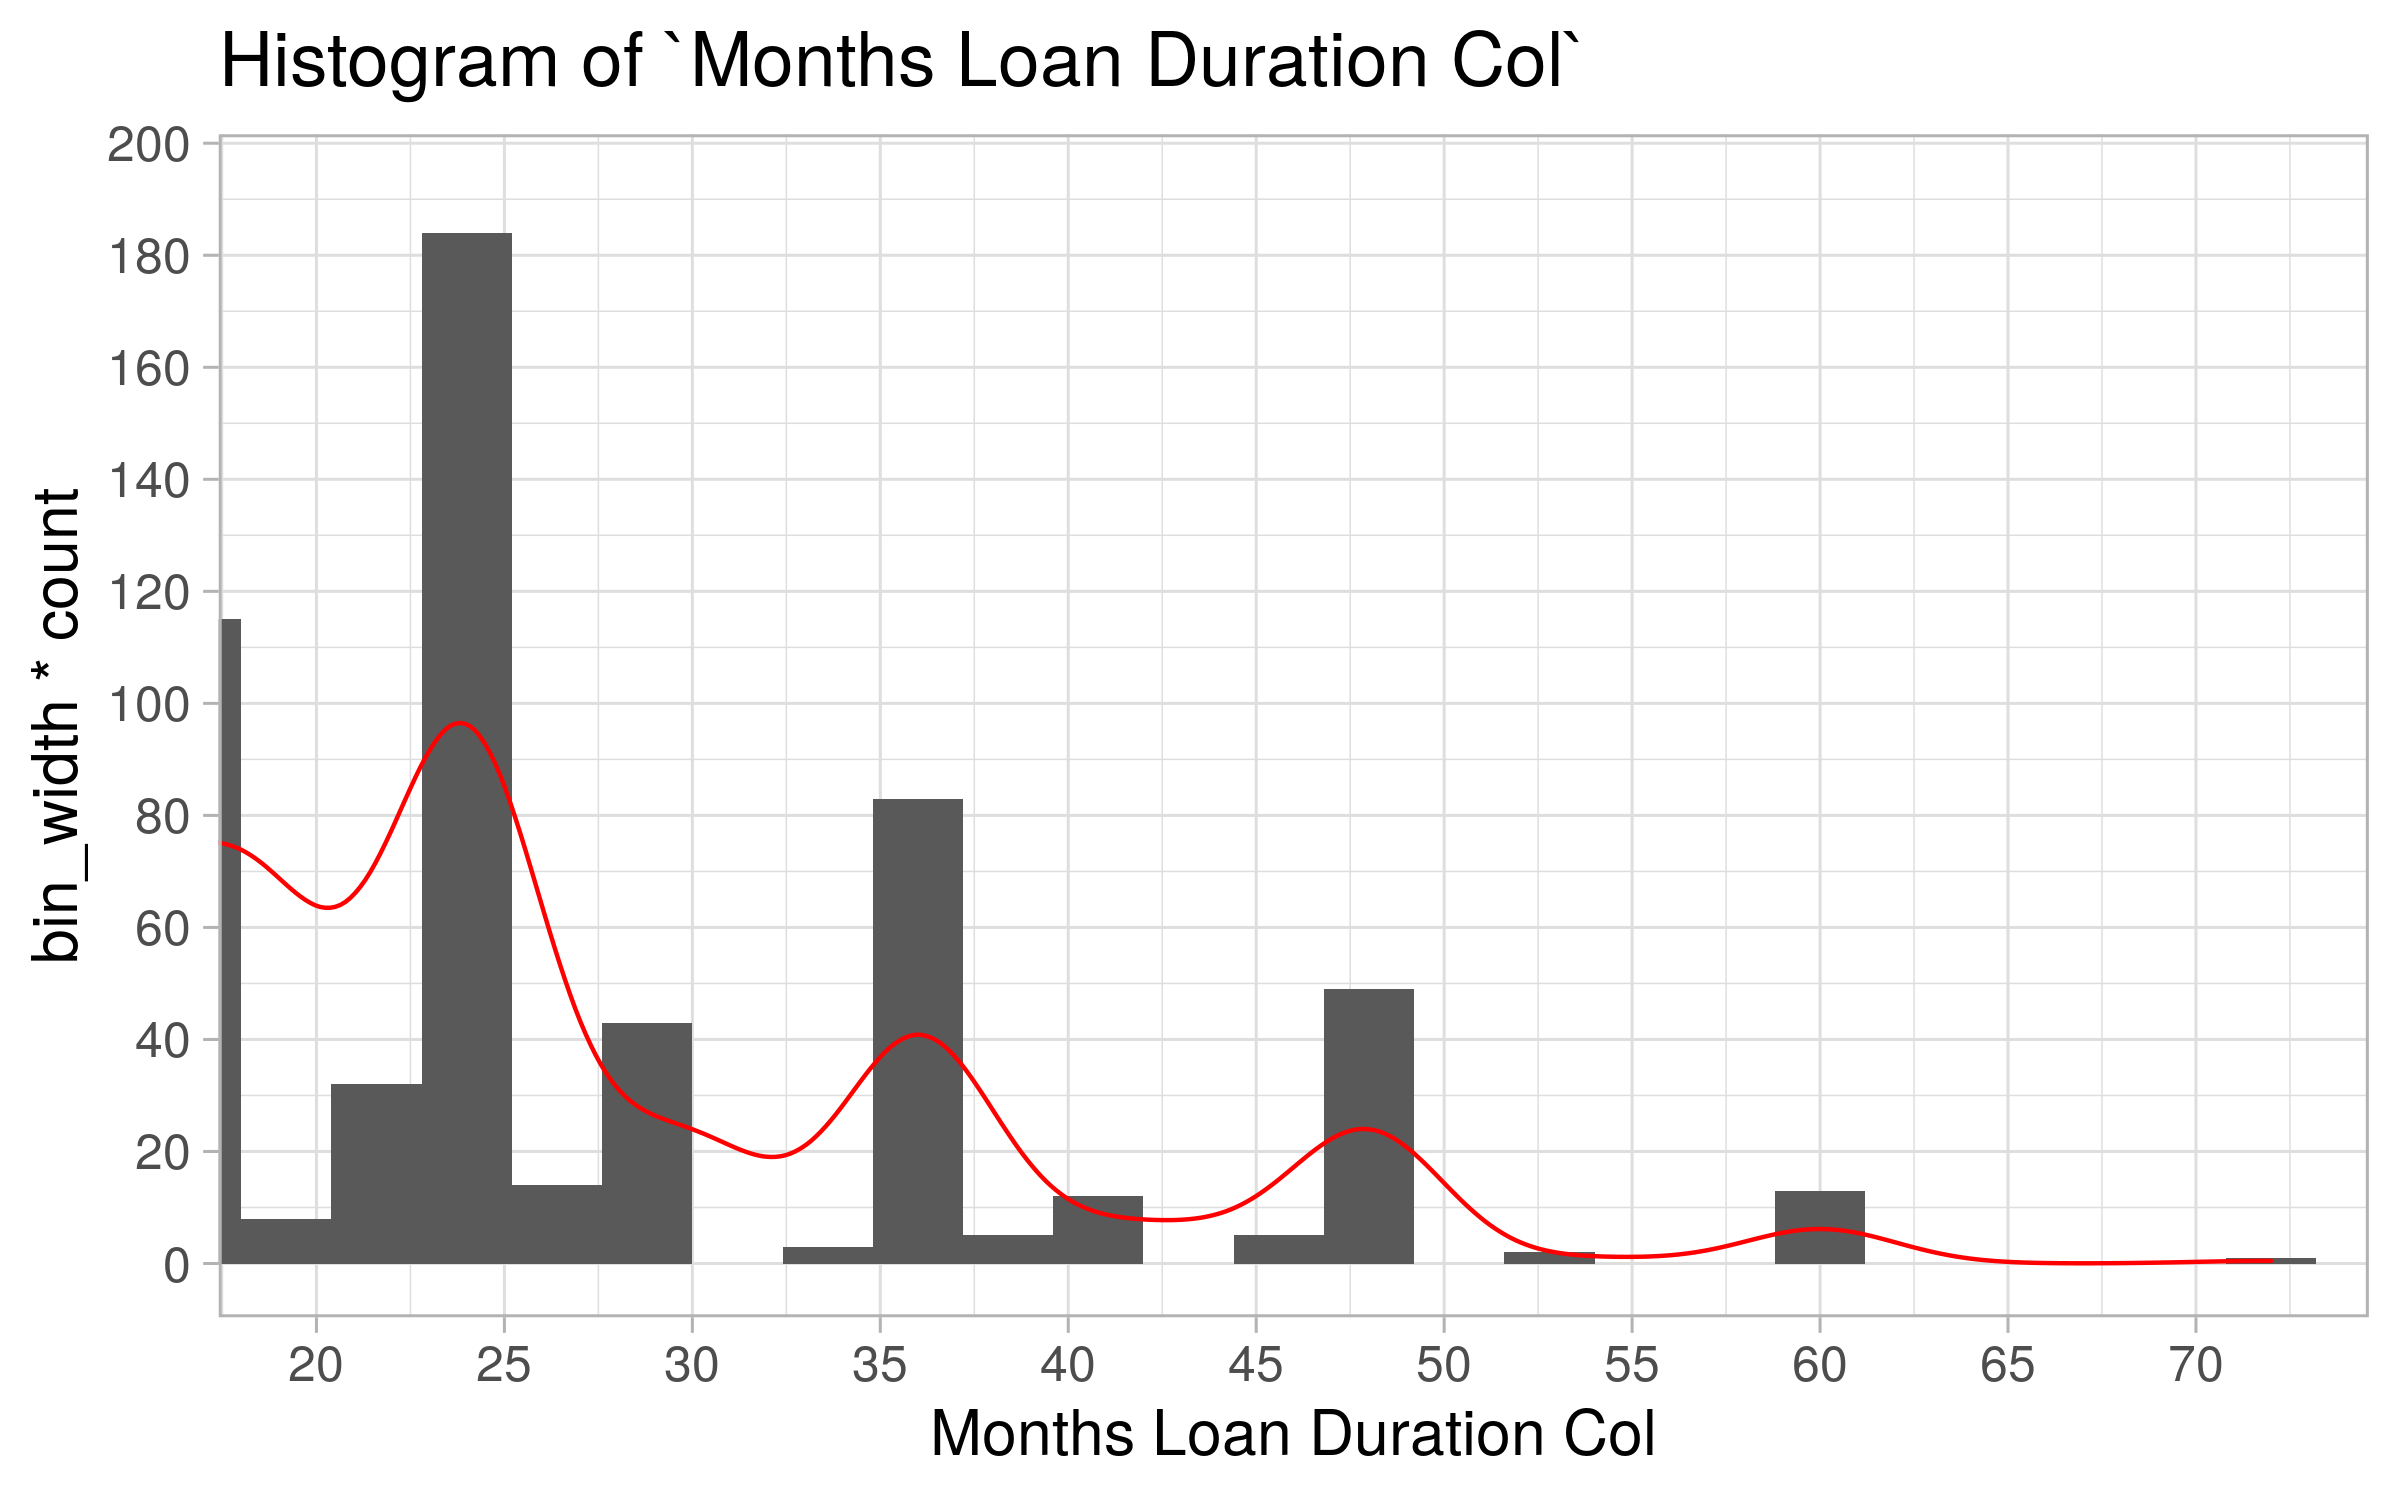 Histogram of `Months Loan Duration Col`
200
180
160
140
120
100
80
60
40
20
0
bin_width * count
20 25 30 35 40 45 50 55 60 65 70
Months Loan Duration Col